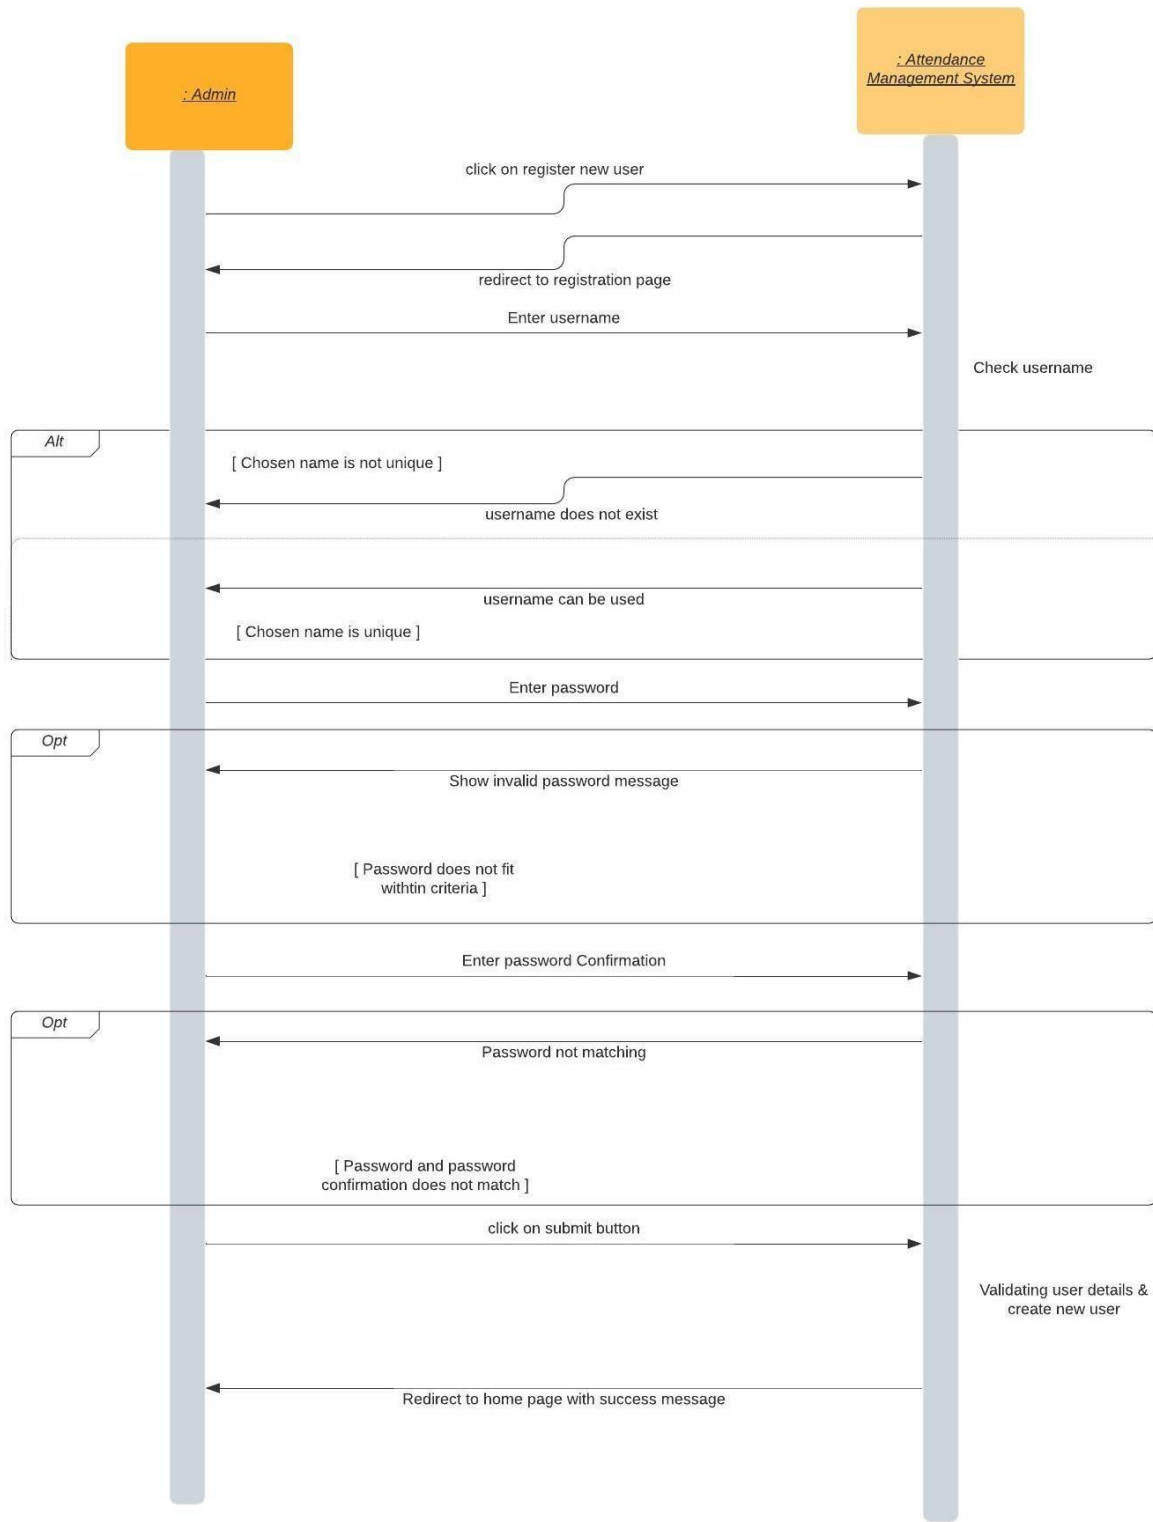 : Admin
: Attendance
Management System
click on register new user
redirect to registration page
Enter username
Check username
Alt
[ Chosen name is not unique ]
username does not exist
username can be used
[ Chosen name is unique ]
Enter password
Opt
Show invalid password message
[ Password does not fit
withtin criteria ]
Enter password Confirmation
Opt
Password not matching
[ Password and password
confirmation does not match ]
click on submit button
Validating user details &
create new user
Redirect to home page with success message